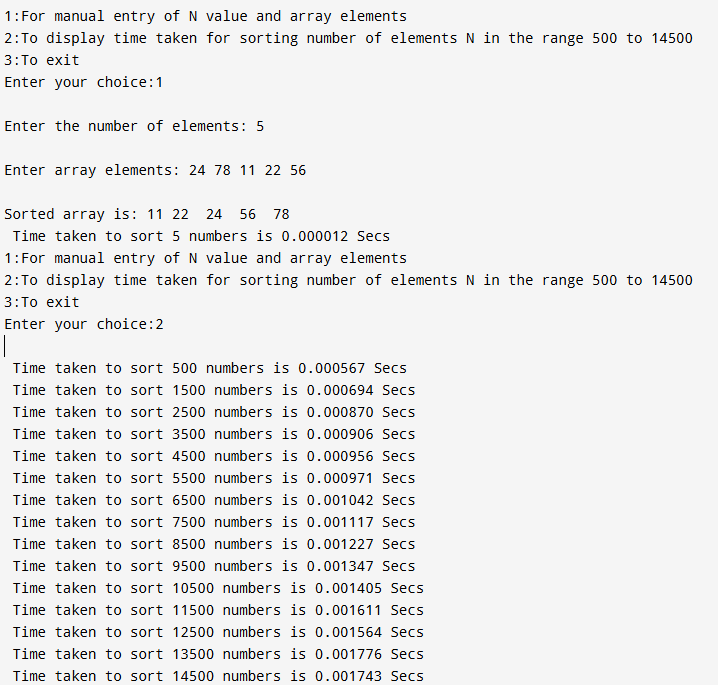 1:For manual entry of N value and array elements
2:To display time taken for sorting number of elements N in the range 500 to 14500
3:To exit
Enter your choice:1
Enter the number of elements: 5
Enter array elements: 24 78 11 22 56
Sorted array is: 11 22  24  56  78
 Time taken to sort 5 numbers is 0.000012 Secs
1:For manual entry of N value and array elements
2:To display time taken for sorting number of elements N in the range 500 to 14500
3:To exit
Enter your choice:2
 Time taken to sort 500 numbers is 0.000567 Secs
 Time taken to sort 1500 numbers is 0.000694 Secs
 Time taken to sort 2500 numbers is 0.000870 Secs
 Time taken to sort 3500 numbers is 0.000906 Secs
 Time taken to sort 4500 numbers is 0.000956 Secs
 Time taken to sort 5500 numbers is 0.000971 Secs
 Time taken to sort 6500 numbers is 0.001042 Secs
 Time taken to sort 7500 numbers is 0.001117 Secs
 Time taken to sort 8500 numbers is 0.001227 Secs
 Time taken to sort 9500 numbers is 0.001347 Secs
 Time taken to sort 10500 numbers is 0.001405 Secs
 Time taken to sort 11500 numbers is 0.001611 Secs
 Time taken to sort 12500 numbers is 0.001564 Secs
 Time taken to sort 13500 numbers is 0.001776 Secs
 Time taken to sort 14500 numbers is 0.001743 Secs